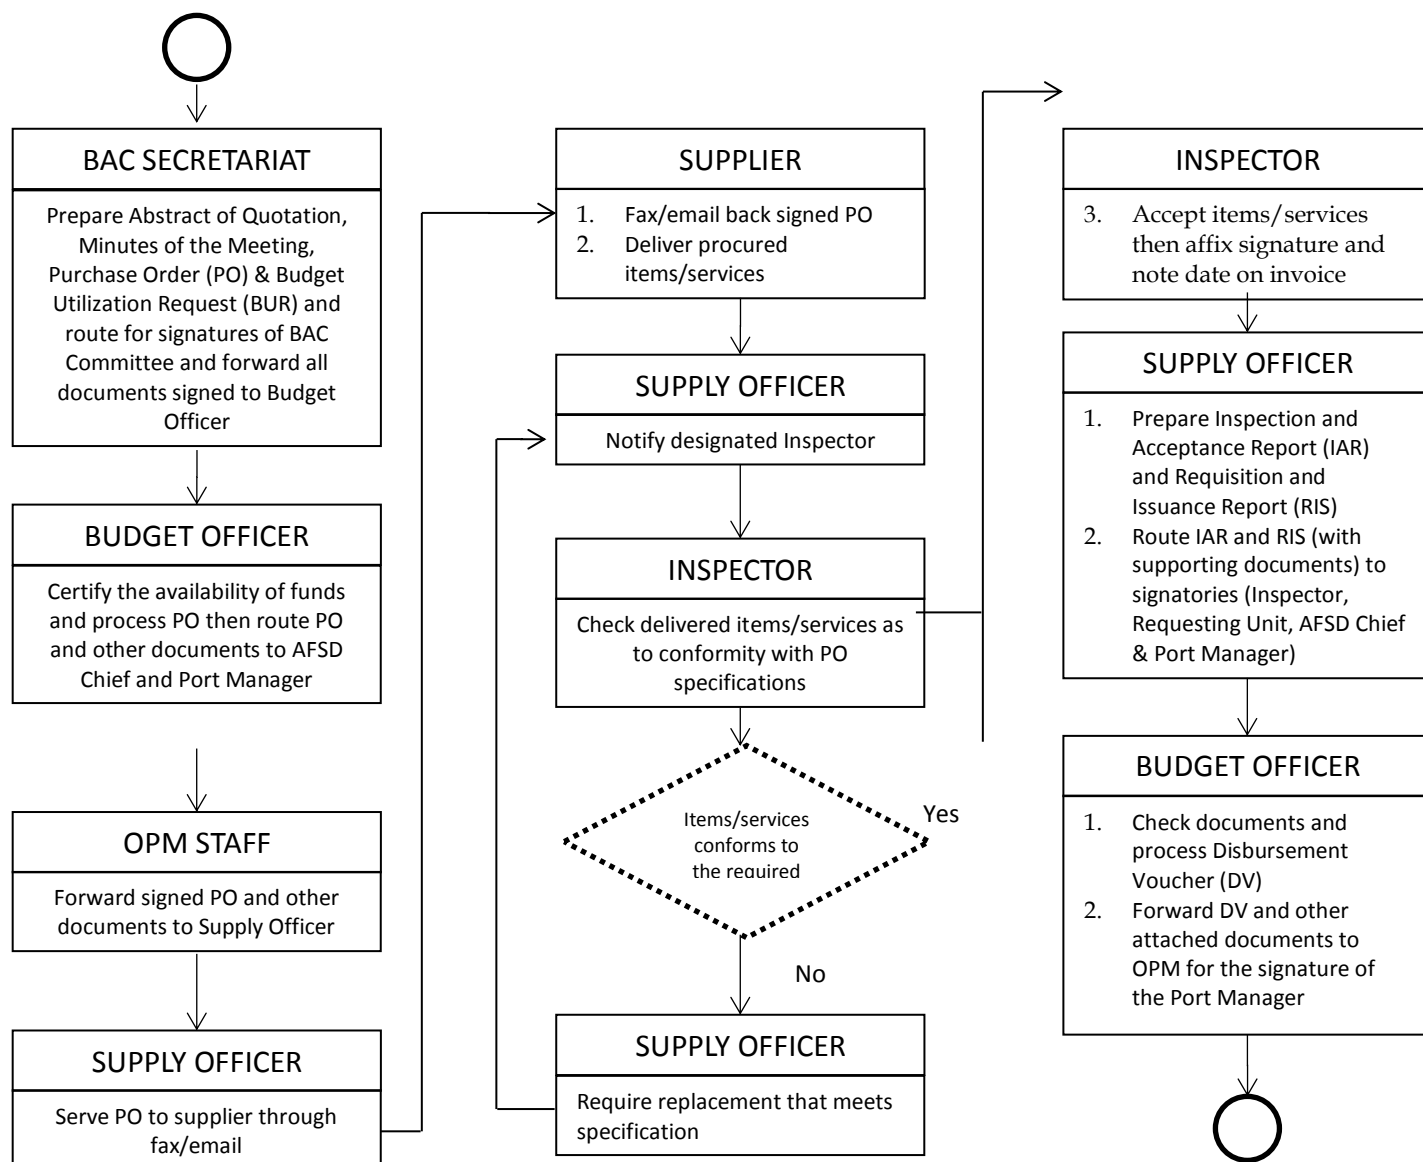 BAC SECRETARIAT
Prepare Abstract of Quotation,
Minutes of the Meeting,
Purchase Order (PO) & Budget
Utilization Request (BUR) and
route for signatures of BAC
Committee and forward all
documents signed to Budget
Officer
BUDGET OFFICER
Certify the availability of funds
and process PO then route PO
and other documents to AFSD
Chief and Port Manager
OPM STAFF
Forward signed PO and other
documents to Supply Officer
SUPPLY OFFICER
Serve PO to supplier through
fax/email
SUPPLIER
1. Fax/email back signed PO
2. Deliver procured
items/services
SUPPLY OFFICER
Notify designated Inspector
INSPECTOR
Check delivered items/services as
to conformity with PO
specifications
Items/services
conforms to
the required
Yes
No
SUPPLY OFFICER
Require replacement that meets
specification
INSPECTOR
3. Accept items/services
then affix signature and
note date on invoice
SUPPLY OFFICER
1. Prepare Inspection and
Acceptance Report (IAR)
and Requisition and
Issuance Report (RIS)
2. Route IAR and RIS (with
supporting documents) to
signatories (Inspector,
Requesting Unit, AFSD Chief
& Port Manager)
BUDGET OFFICER
1. Check documents and
process Disbursement
Voucher (DV)
2. Forward DV and other
attached documents to
OPM for the signature of
the Port Manager